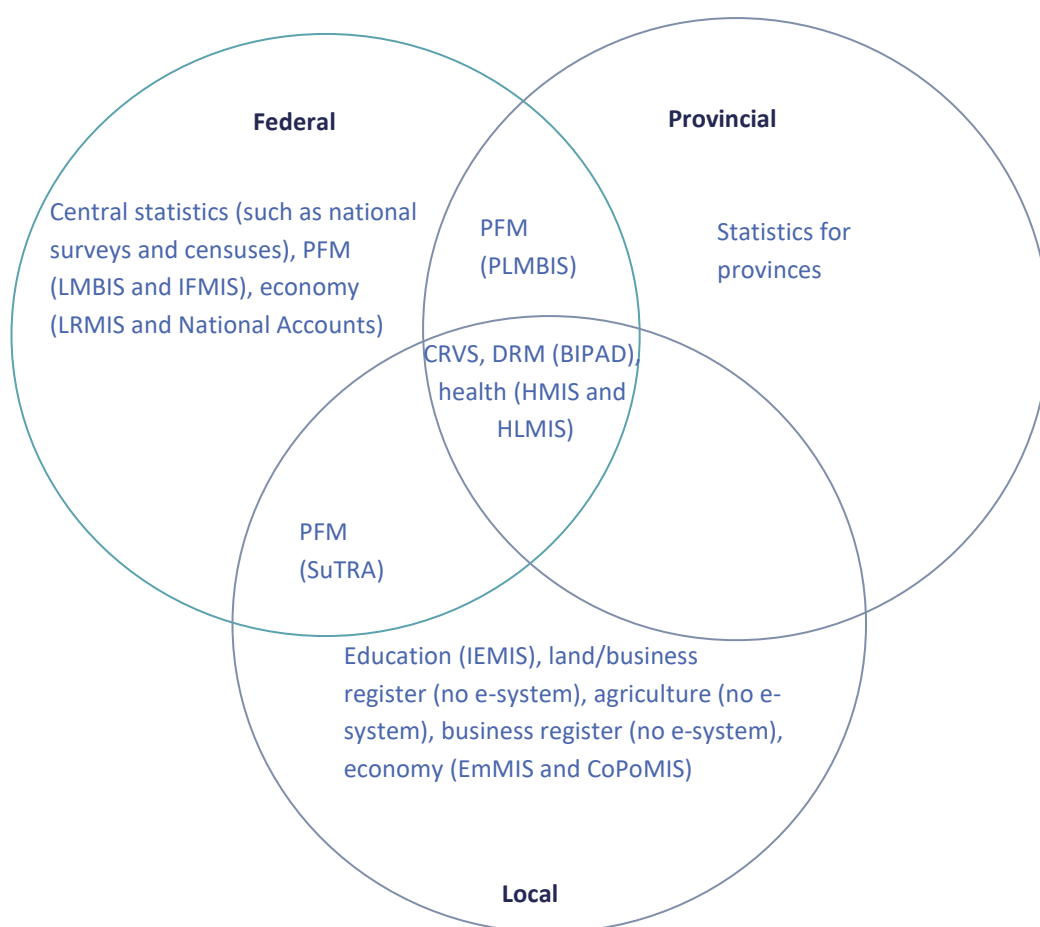 Federal
Provincial
Central statistics (such as national
surveys and censuses), PFM
(LMBIS and IFMIS), economy
(LRMIS and National Accounts)
PFM
(PLMBIS)
Statistics for
provinces
CRVS, DRM (BIPAD),
health (HMIS and
HLMIS)
PFM
(SuTRA)
Education (IEMIS), land/business
register (no e-system), agriculture (no e-
system), business register (no e-system),
economy (EmMIS and CoPoMIS)
Local